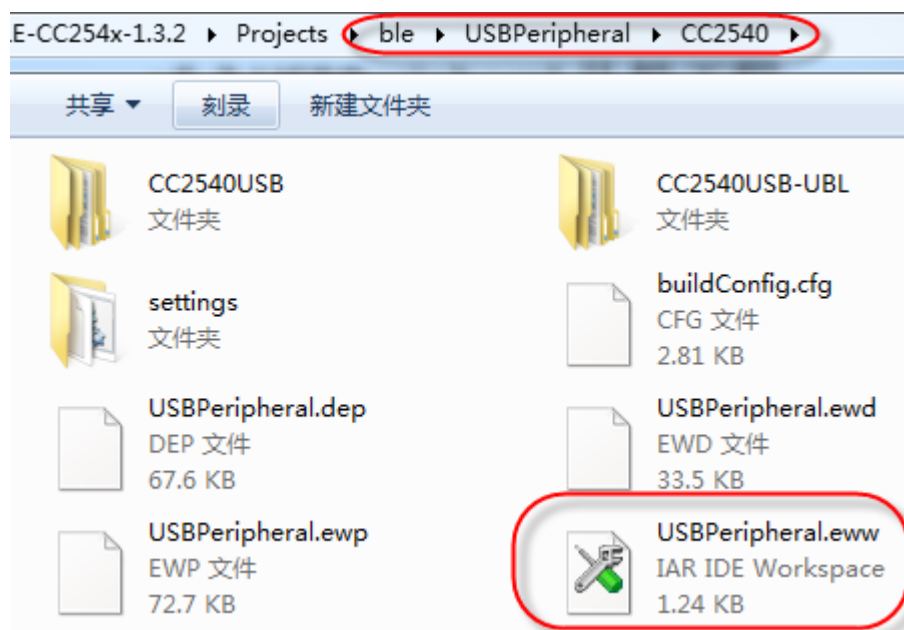 .E-CC254x-1.3.2 ▸ Projects ▸ ble ▸ USBPeripheral ▸ CC2540 ▸
共享 ▼ 刻录 新建文件夹
CC2540USB
文件夹
CC2540USB-UBL
文件夹
settings
文件夹
buildConfig.cfg
CFG 文件
2.81 KB
USBPeripheral.dep
DEP 文件
67.6 KB
USBPeripheral.ewd
EWD 文件
33.5 KB
USBPeripheral.ewp
EWP 文件
72.7 KB
USBPeripheral.eww
IAR IDE Workspace
1.24 KB